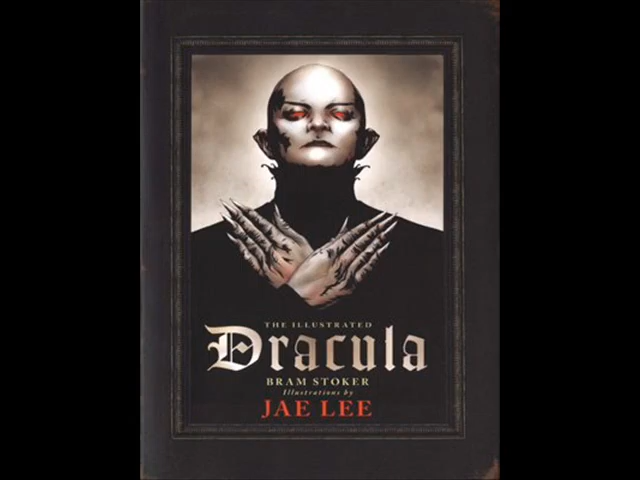 THE ILLUSTRATED
Dracula
BRAM STOKER
Illustrations by
JAE LEE